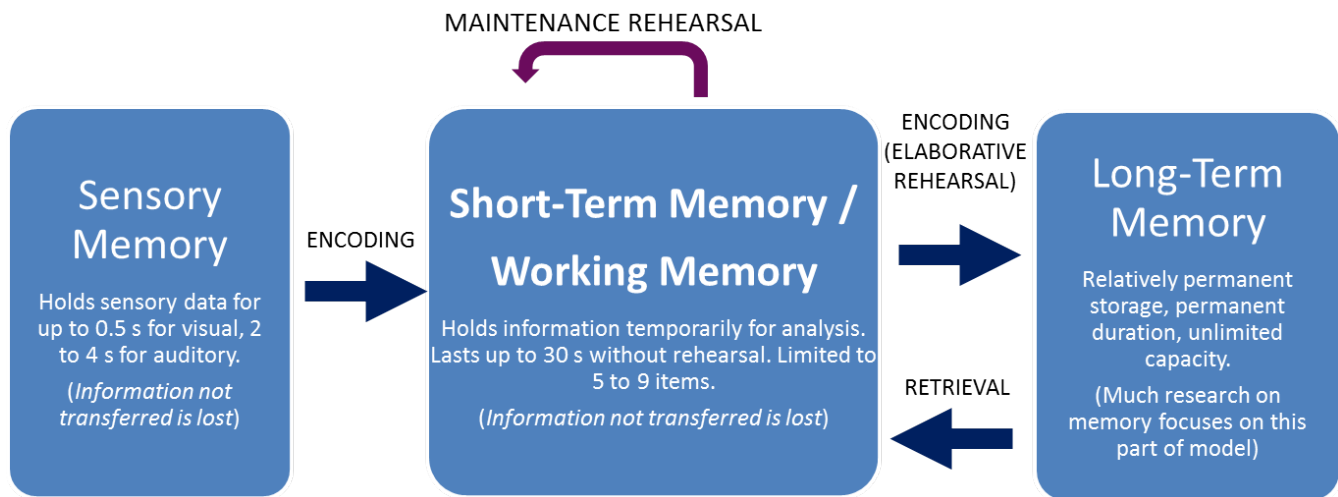 MAINTENANCE REHEARSAL
Sensory
Memory
Holds sensory data for
up to 0.5 s for visual, 2
to 4 s for auditory.
(Information not
transferred is lost)
ENCODING
Short-Term Memory /
Working Memory
Holds information temporarily for analysis.
Lasts up to 30 s without rehearsal. Limited to
5 to 9 items.
(Information not transferred is lost)
ENCODING
(ELABORATIVE
REHEARSAL)
RETRIEVAL
Long-Term
Memory
Relatively permanent
storage, permanent
duration, unlimited
capacity.
(Much research on
memory focuses on this
part of model)